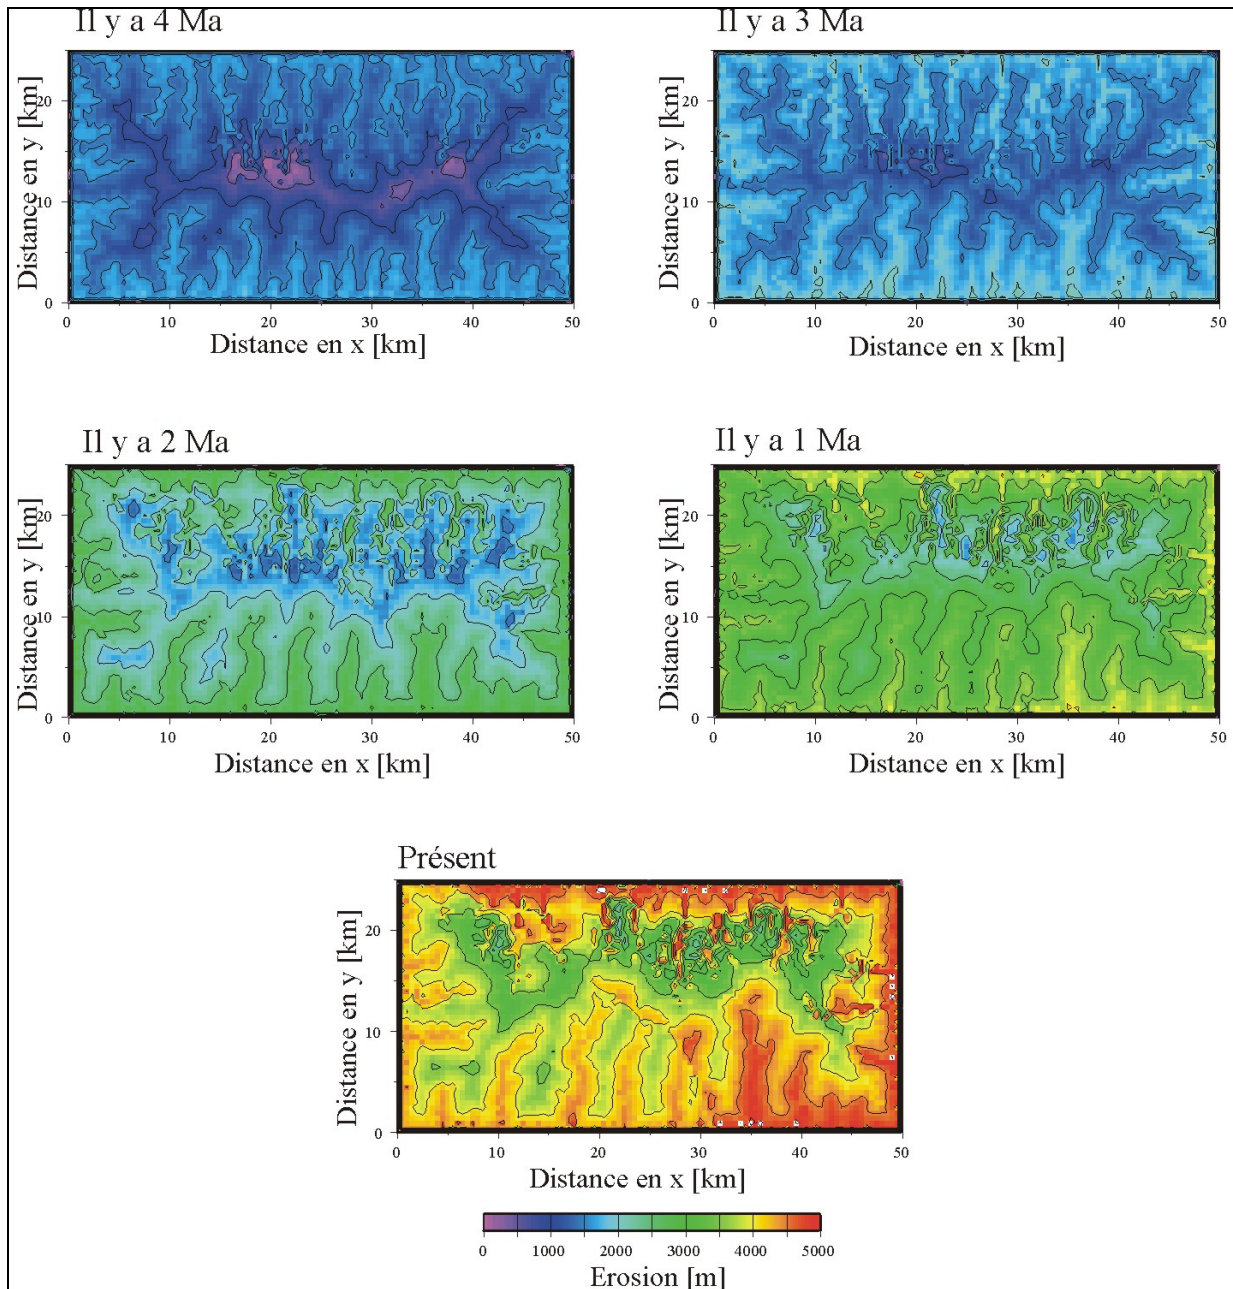 Il y a 4 Ma
Il y a 3 Ma
Distance en y [km]
20
10
0
0 10 20 30 40 50
Distance en x [km]
Distance en y [km]
20
10
0
0 10 20 30 40 50
Distance en x [km]
Il y a 2 Ma
Il y a 1 Ma
Distance en y [km]
20
10
0
0 10 20 30 40 50
Distance en x [km]
Distance en y [km]
20
10
0
0 10 20 30 40 50
Distance en x [km]
Présent
Distance en y [km]
20
10
0
0 10 20 30 40 50
Distance en x [km]
0 1000 2000 3000 4000 5000
Erosion [m]